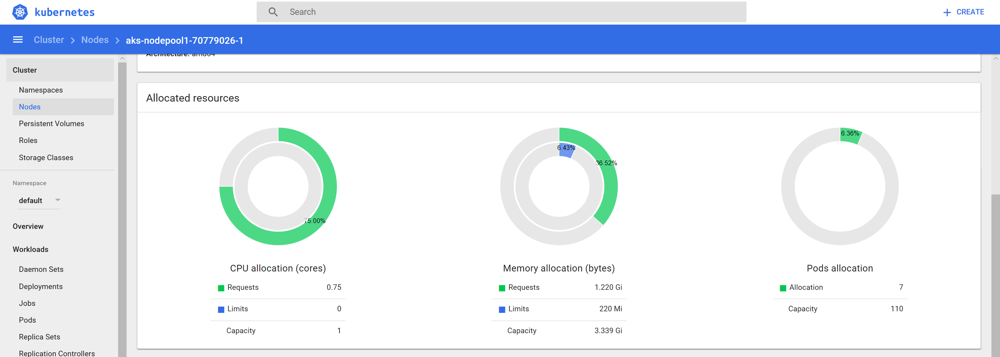 kubernetes
Search
CREATE
Cluster
Nodes
aks-nodepool1-70779026-1
Architecture: amd64
Cluster
Namespaces
Nodes
Persistent Volumes
Roles
Storage Classes
Namespace
default
Overview
Workloads
Daemon Sets
Deployments
Jobs
Pods
Replica Sets
Replication Controllers
Allocated resources
75.00%
CPU allocation (cores)
Requests 0.75
Limits 0
Capacity 1
6.43%
36.52%
Memory allocation (bytes)
Requests 1.220 Gi
Limits 220 Mi
Capacity 3.339 Gi
6.36%
Pods allocation
Allocation 7
Capacity 110